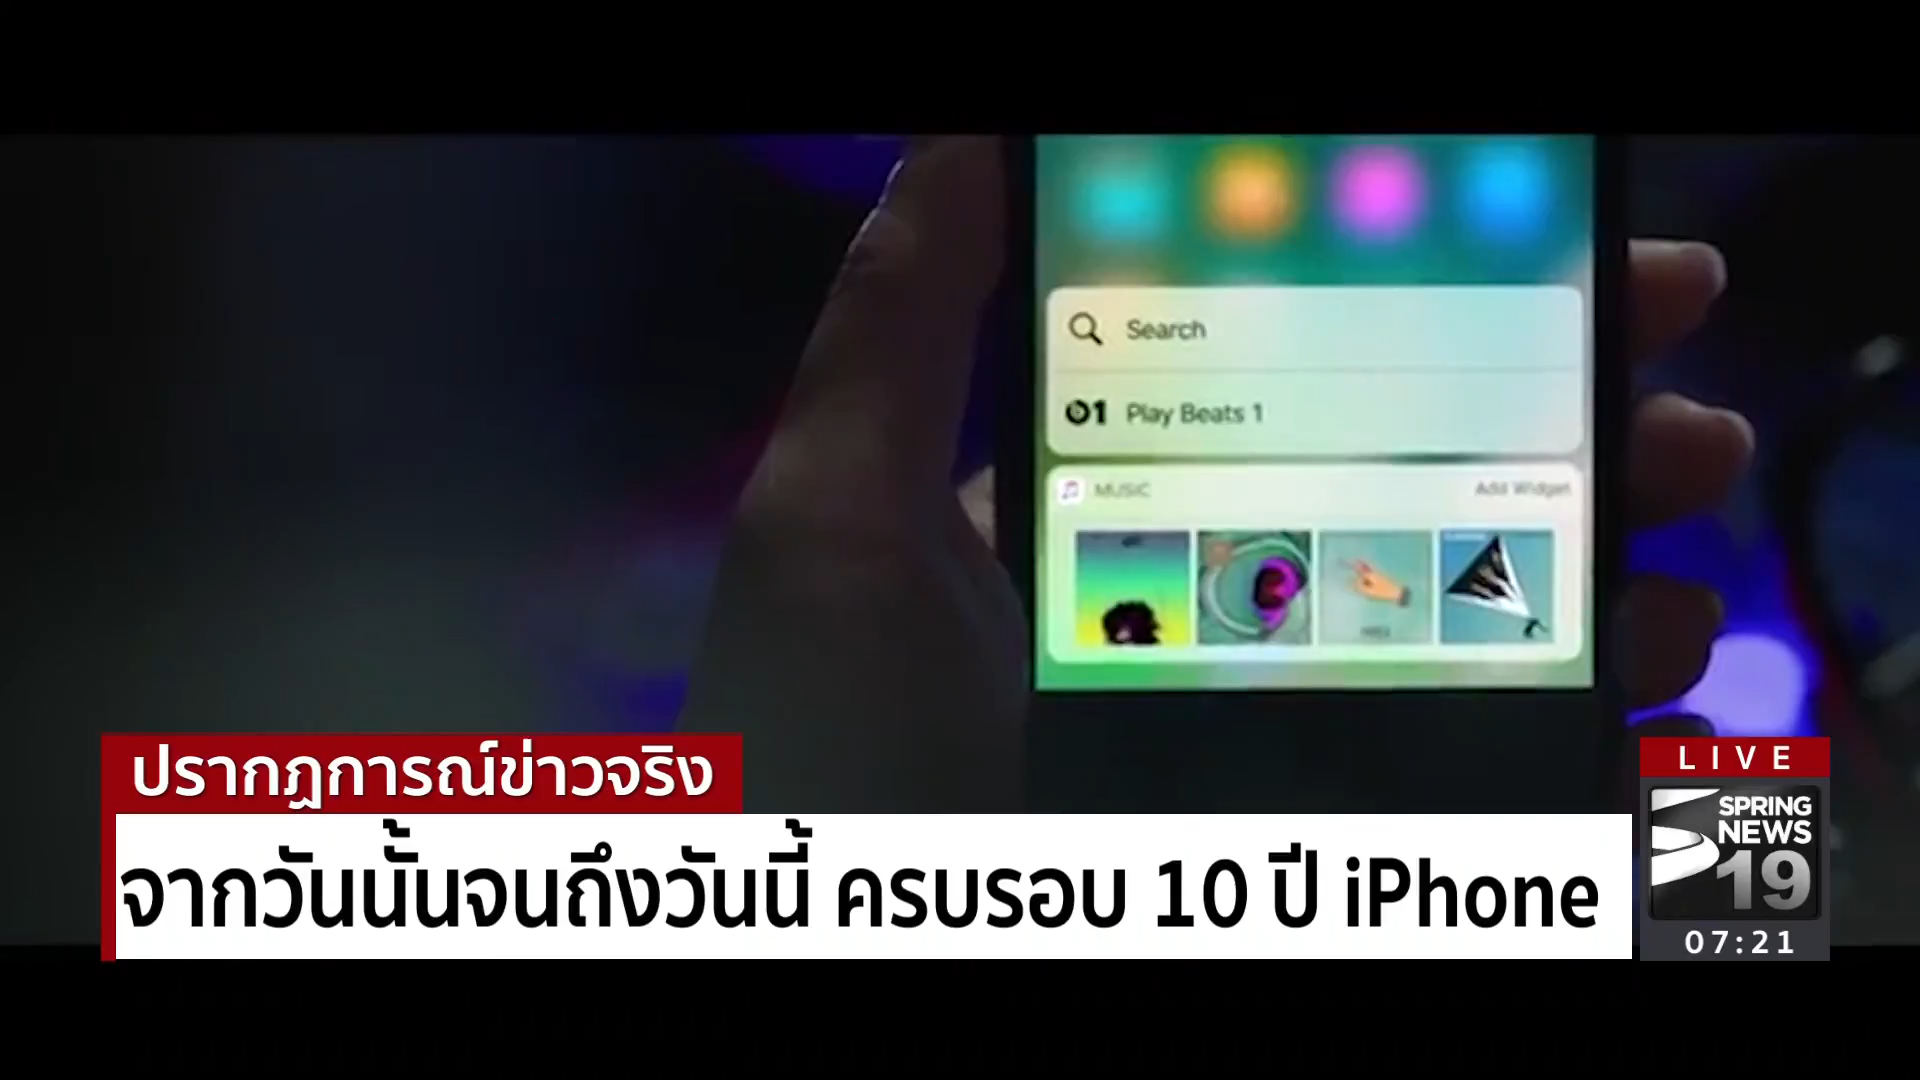 Search
Play Beats 1
MUSIC
Add Widget
ปรากฏการณ์ข่าวจริง
จากวันนั้นจนถึงวันนี้ ครบรอบ 10 ปี iPhone
LIVE
SPRING
NEWS
19
07:21